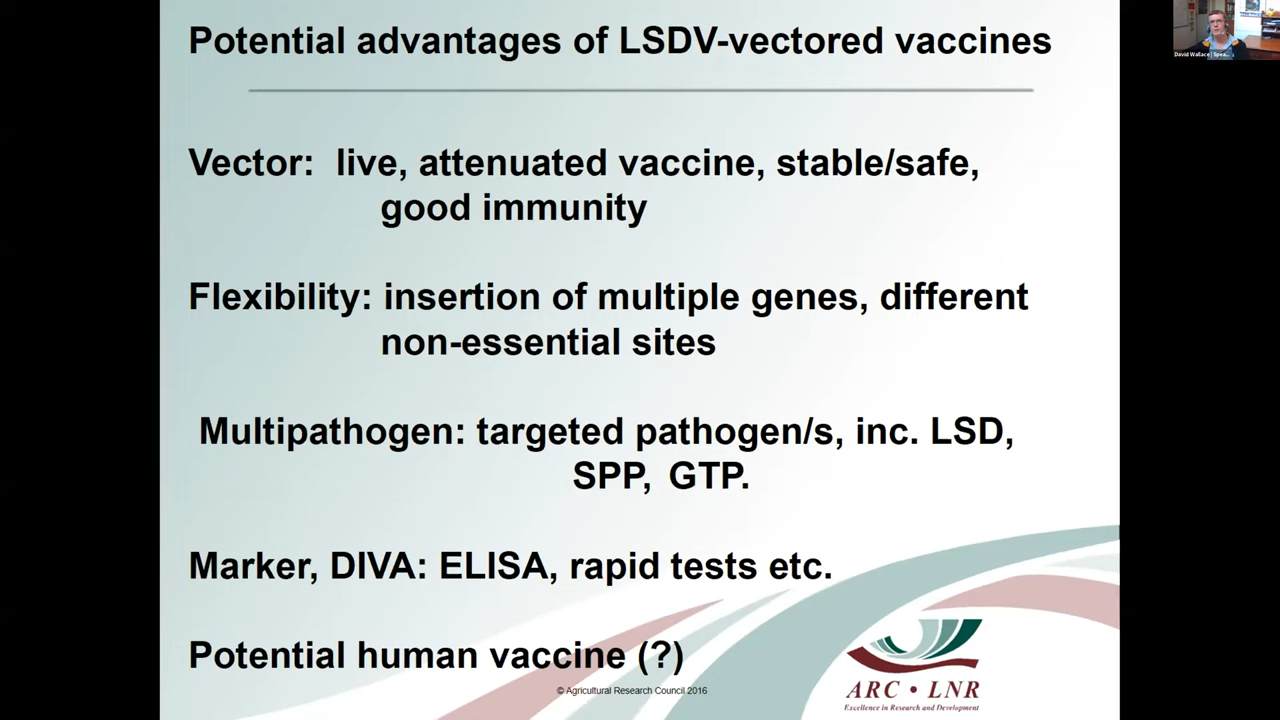 Potential advantages of LSDV-vectored vaccines
David Wallace
Vector: live, attenuated vaccine, stable/safe,
good immunity
Flexibility: insertion of multiple genes, different
non-essential sites
Multipathogen: targeted pathogen/s, inc. LSD,
SPP, GTP.
Marker, DIVA: ELISA, rapid tests etc.
Potential human vaccine (?)
© Agricultural Research Council 2016
ARC • LNR
Excellence in Research and Development